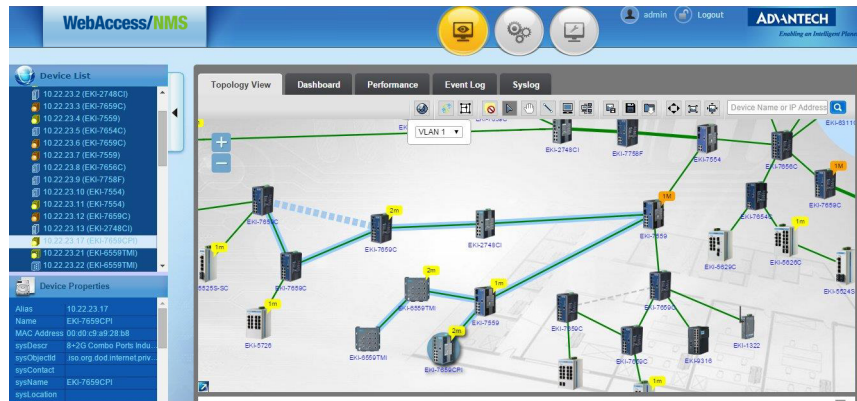 WebAccess/NMS
admin
Logout
ADVANTECH
Enabling an Intelligent Planet
Device List
10.22.23.2 (EKI-2748CI)
10.22.23.3 (EKI-7659C)
10.22.23.4 (EKI-7559)
10.22.23.5 (EKI-7654C)
10.22.23.6 (EKI-7659C)
10.22.23.7 (EKI-7559)
10.22.23.8 (EKI-7656C)
10.22.23.9 (EKI-7758F)
10.22.23.10 (EKI-7554)
10.22.23.11 (EKI-7554)
10.22.23.12 (EKI-7659C)
10.22.23.13 (EKI-2748CI)
10.22.23.17 (EKI-7659CPI)
10.22.23.21 (EKI-6559TMI)
10.22.23.22 (EKI-6559TMI)
Device Properties
Alias 10.22.23.17
Name EKI-7659CPI
MAC Address 00:d0:c9:a9:28:b8
sysDescr 8+2G Combo Ports Indu...
sysObjectId .iso.org.dod.internet.priv...
sysContact
sysName EKI-7659CPI
sysLocation
Topology View
Dashboard
Performance
Event Log
Syslog
Device Name or IP Address
VLAN 1
EKI-2748CI
EKI-7758F
EKI-7554
EKI-7656C
1M
EKI-7659C
EKI-7654C
1m
EKI-6629C
EKI-5626C
EKI-5524S
EKI-7659C
2m
EKI-7659C
EKI-2748CI
1M
EKI-7559
1m
5525S-SC
EKI-7659C
1m
EKI-5726
2m
EKI-6559TMI
EKI-6559TMI
1m
EKI-7559
2m
EKI-7659CPI
EKI-7659C
EKI-7659C
EKI-7659C
EKI-9316
EKI-1322
1m